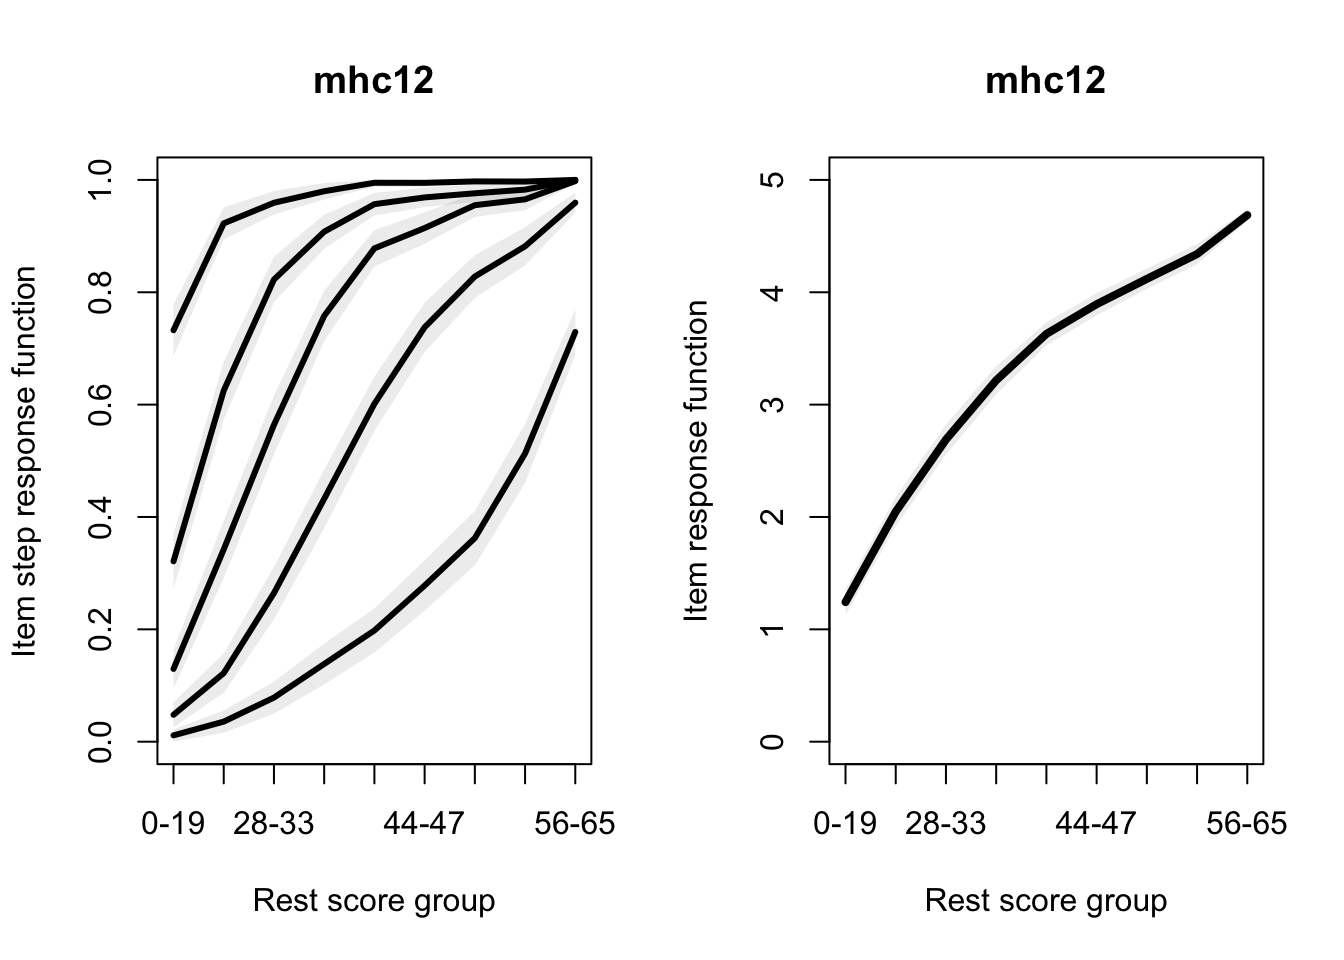 mhc12
Item step response function
1.0
0.8
0.6
0.4
0.2
0.0
0-19 28-33 44-47 56-65
Rest score group
mhc12
Item response function
5
4
3
2
1
0
0-19 28-33 44-47 56-65
Rest score group